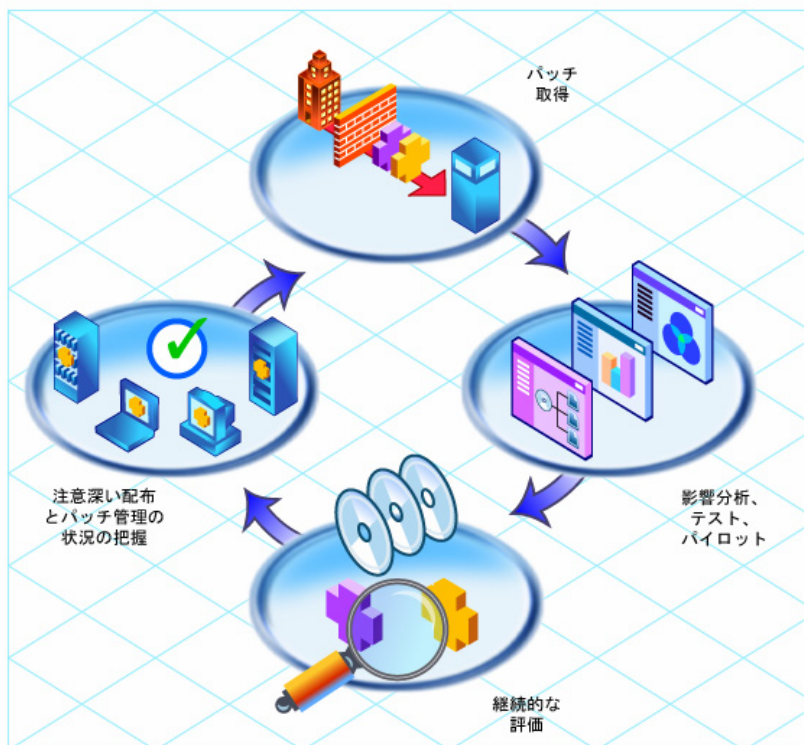 パッチ
取得
影響分析、
テスト、
パイロット
注意深い配布
とパッチ管理の
状況の把握
継続的な
評価